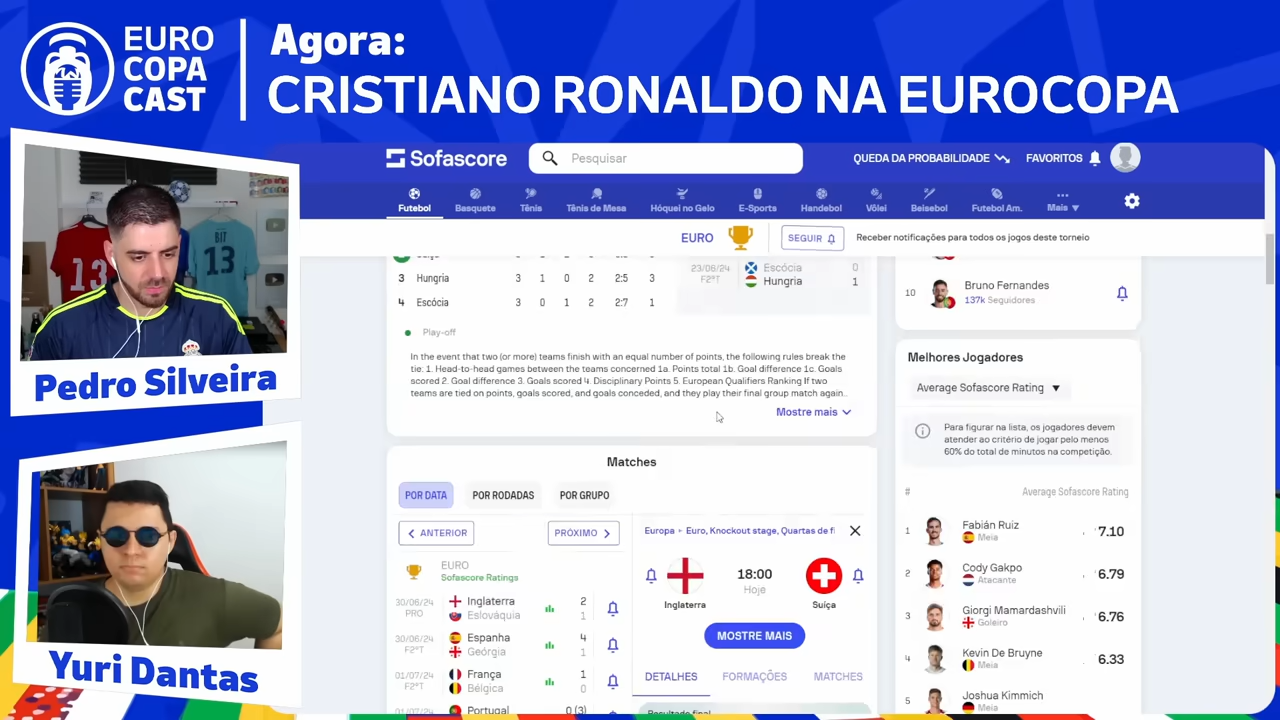 EURO
COPA
CAST
Agora:
CRISTIANO RONALDO NA EUROCOPA
Pedro Silveira
Yuri Dantas
13
BIT
13
Sofascore
Pesquisar
QUEDA DA PROBABILIDADE
FAVORITOS
Futebol
Basquete
Tênis
Tênis de Mesa
Hóquei no Gelo
E-Sports
Handebol
Vôlei
Beisebol
Futebol Am.
Mais
EURO
SEGUIR
Receber notificações para todos os jogos deste torneio
3 Hungria 3 1 0 2 2:5 3
4 Escócia 3 0 1 2 2:7 1
23/06/24
F2°T
Escócia 0
Hungria 1
Play-off
In the event that two (or more) teams finish with an equal number of points, the following rules break the
tie: 1. Head-to-head games between the teams concerned 1a. Points total 1b. Goal difference 1c. Goals
scored 2. Goal difference 3. Goals scored 4. Disciplinary Points 5. European Qualifiers Ranking If two
teams are tied on points, goals scored, and goals conceded, and they play their final group match again...
Mostre mais
Matches
POR DATA
POR RODADAS
POR GRUPO
ANTERIOR
PRÓXIMO
EURO
Sofascore Ratings
30/06/24
PRO
Inglaterra 2
Eslováquia 1
30/06/24
F2°T
Espanha 4
Geórgia 1
01/07/24
F2°T
França 1
Bélgica 0
01/07/24
Portugal 0 (3)
Europa - Euro, Knockout stage, Quartas de fi
18:00
Hoje
Inglaterra
Suíça
MOSTRE MAIS
DETALHES
FORMAÇÕES
MATCHES
Resultado final
10 Bruno Fernandes
137k Seguidores
Melhores Jogadores
Average Sofascore Rating
Para figurar na lista, os jogadores devem
atender ao critério de jogar pelo menos
60% do total de minutos na competição.
# Average Sofascore Rating
1 Fabián Ruiz 7.10
Meia
2 Cody Gakpo 6.79
Atacante
3 Giorgi Mamardashvili 6.76
Goleiro
4 Kevin De Bruyne 6.33
Meia
5 Joshua Kimmich
Meia